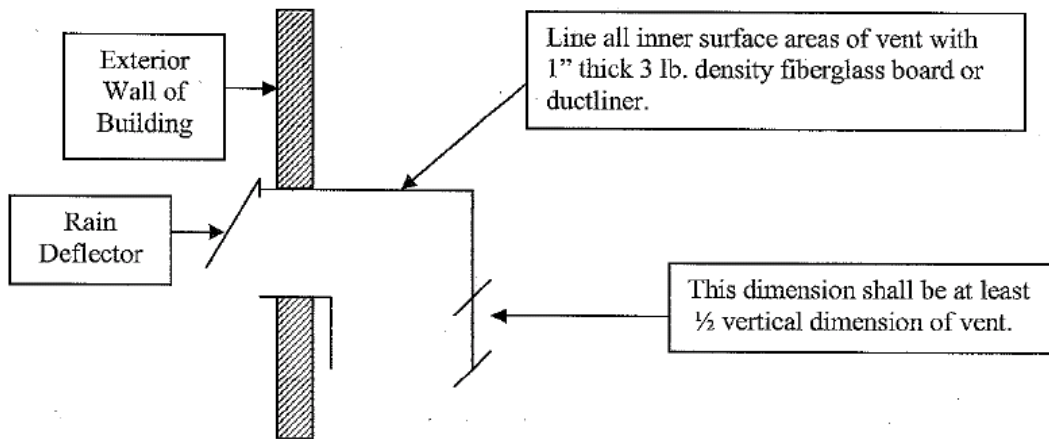 Exterior
Wall of
Building
Line all inner surface areas of vent with
1” thick 3 lb. density fiberglass board or
ductliner.
Rain
Deflector
This dimension shall be at least
½ vertical dimension of vent.